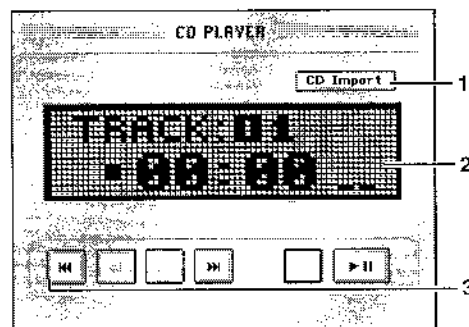 CD PLAYER
CD Import
1
TRACK:01
00:00
2
3